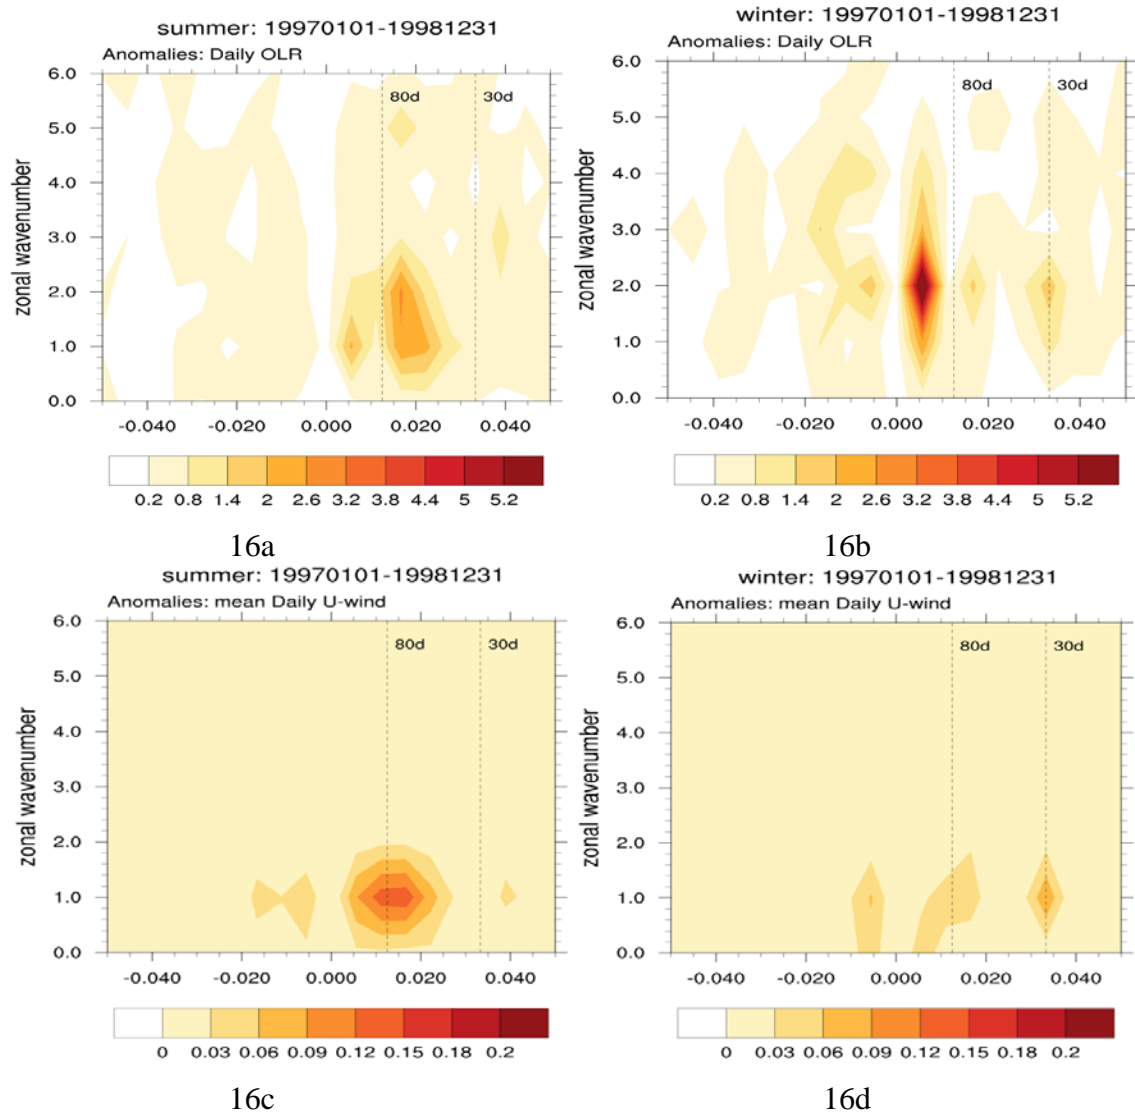 summer: 19970101-19981231
Anomalies: Daily OLR
80d 30d
zonal wavenumber
6.0
5.0
4.0
3.0
2.0
1.0
0.0
-0.040 -0.020 0.000 0.020 0.040
0.2 0.8 1.4 2 2.6 3.2 3.8 4.4 5 5.2
16a
winter: 19970101-19981231
Anomalies: Daily OLR
80d 30d
zonal wavenumber
6.0
5.0
4.0
3.0
2.0
1.0
0.0
-0.040 -0.020 0.000 0.020 0.040
0.2 0.8 1.4 2 2.6 3.2 3.8 4.4 5 5.2
16b
summer: 19970101-19981231
Anomalies: mean Daily U-wind
80d 30d
zonal wavenumber
6.0
5.0
4.0
3.0
2.0
1.0
0.0
-0.040 -0.020 0.000 0.020 0.040
0 0.03 0.06 0.09 0.12 0.15 0.18 0.2
16c
winter: 19970101-19981231
Anomalies: mean Daily U-wind
80d 30d
zonal wavenumber
6.0
5.0
4.0
3.0
2.0
1.0
0.0
-0.040 -0.020 0.000 0.020 0.040
0 0.03 0.06 0.09 0.12 0.15 0.18 0.2
16d